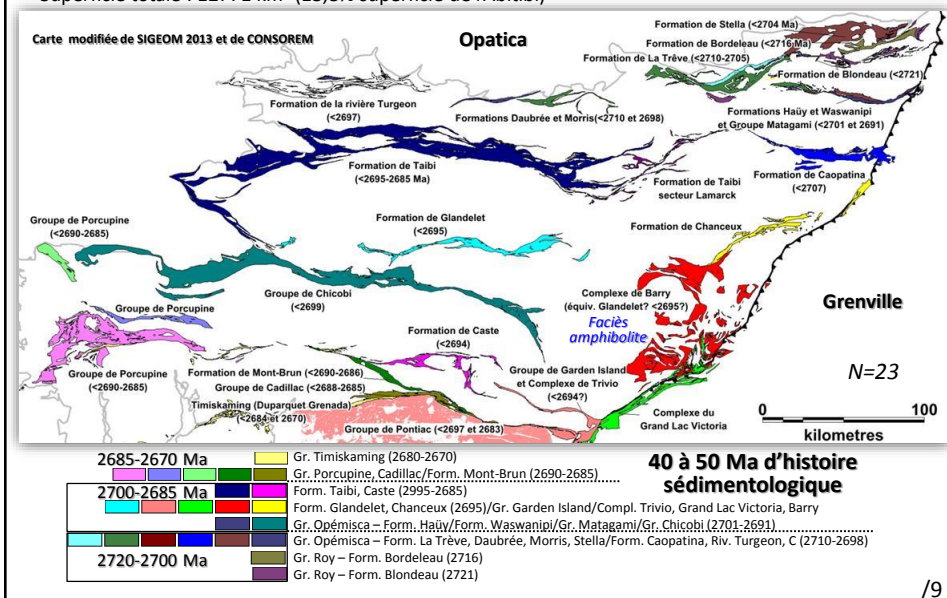 Superficie totale : 22771 km² (23,3% superficie de l'Abitibi)
Carte modifiée de SIGEOM 2013 et de CONSOREM
Opatica
Formation de Stella (<2704 Ma)
Formation de Bordeleau (<2716 Ma)
Formation de La Trêve (<2710-2705)
Formation de Blondeau (<2721)
Formation de la rivière Turgeon
(<2697)
Formations Daubrée et Morris(<2710 et 2698)
Formations Haüy et Waswanipi
et Groupe Matagami (<2701 et 2691)
Formation de Taibi
(<2695-2685 Ma)
Formation de Caopatina
(<2707)
Formation de Taibi
secteur Lamarck
Groupe de Porcupine
(<2690-2685)
Formation de Glandelet
(<2695)
Formation de Chanceux
Groupe de Chicobi
(<2699)
Complexe de Barry
(équiv. Glandelet? <2695?)
Faciès
amphibolite
Grenville
Groupe de Porcupine
Formation de Caste
(<2694)
Groupe de Porcupine
(<2690-2685)
Formation de Mont-Brun (<2690-2686)
Groupe de Cadillac (<2688-2685)
Groupe de Garden Island
et Complexe de Trivio
(<2694?)
N=23
Timiskaming (Duparquet Grenada)
(<2684 et 2670)
Groupe de Pontiac (<2697 et 2683)
Complexe du
Grand Lac Victoria
0 100
kilometres
2685-2670 Ma
Gr. Timiskaming (2680-2670)
Gr. Porcupine, Cadillac/Form. Mont-Brun (2690-2685)
2700-2685 Ma
Form. Taibi, Caste (2995-2685)
Form. Glandelet, Chanceux (2695)/Gr. Garden Island/Compl. Trivio, Grand Lac Victoria, Barry
Gr. Opémisca – Form. Haüy/Form. Waswanipi/Gr. Matagami/Gr. Chicobi (2701-2691)
Gr. Opémisca – Form. La Trève, Daubrée, Morris, Stella/Form. Caopatina, Riv. Turgeon, C (2710-2698)
2720-2700 Ma
Gr. Roy – Form. Bordeleau (2716)
Gr. Roy – Form. Blondeau (2721)
40 à 50 Ma d'histoire
sédimentologique
/9